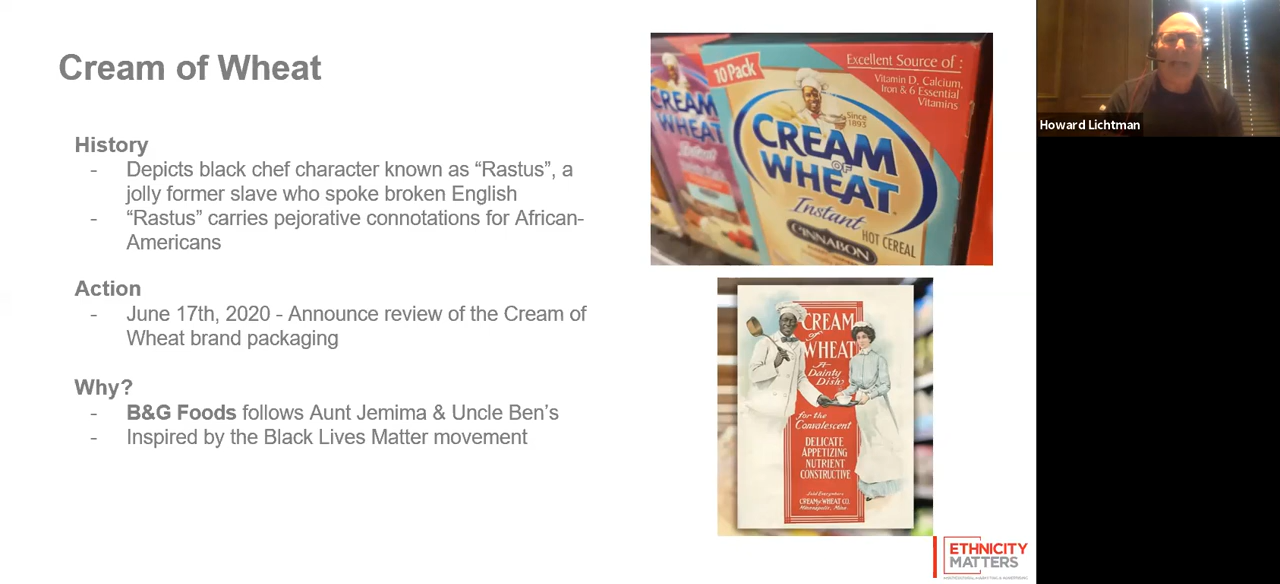 Cream of Wheat
History
- Depicts black chef character known as “Rastus”, a
jolly former slave who spoke broken English
- “Rastus” carries pejorative connotations for African-
Americans
Action
- June 17th, 2020 - Announce review of the Cream of
Wheat brand packaging
Why?
- B&G Foods follows Aunt Jemima & Uncle Ben’s
- Inspired by the Black Lives Matter movement
10 Pack
Excellent Source of :
Vitamin D, Calcium,
Iron & 6 Essential
Vitamins
Since
1893
CREAM
OF
WHEAT
Instant
CINNABON
HOT CEREAL
CREAM
WHEAT
Instant
CREAM
of
WHEAT
A
Dainty
Dish
for the
Convalescent
DELICATE
APPETIZING
NUTRIENT
CONSTRUCTIVE
CREAM of WHEAT CO.
Minneapolis, Minn.
ETHNICITY
MATTERS
MULTICULTURAL MARKETING & ADVERTISING
Howard Lichtman